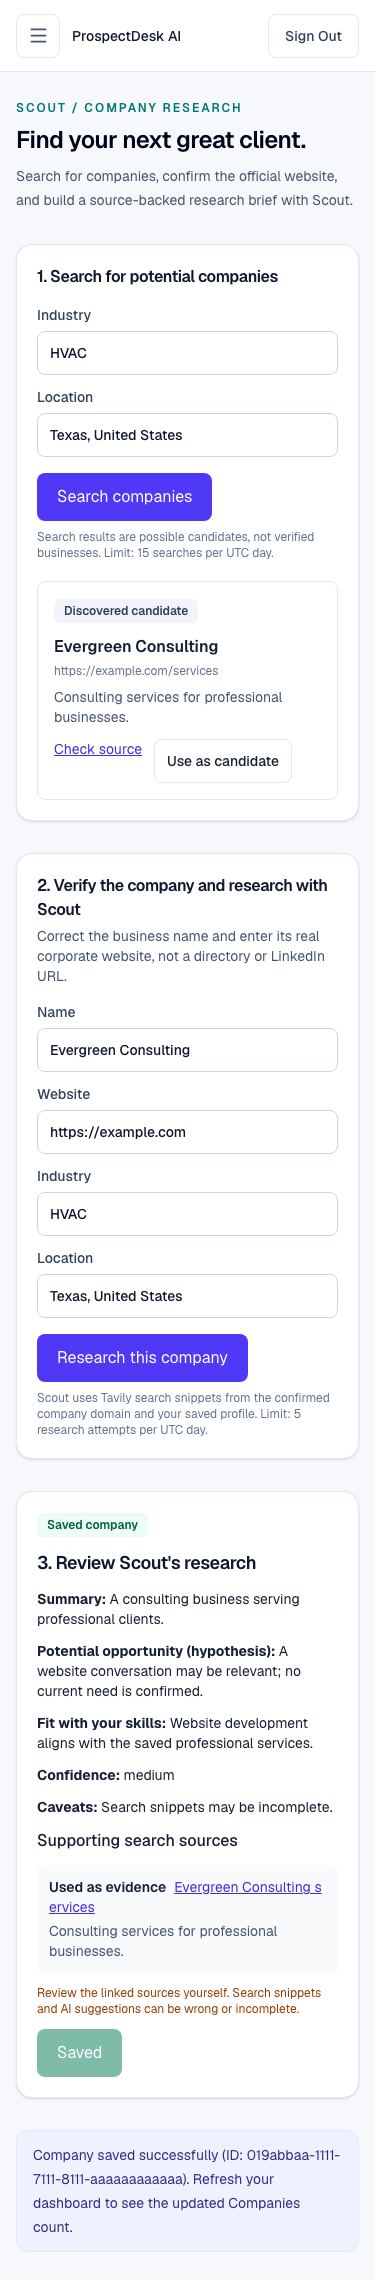 ProspectDesk AI
Sign Out
SCOUT / COMPANY RESEARCH
Find your next great client.
Search for companies, confirm the official website,
and build a source-backed research brief with Scout.
1. Search for potential companies
Industry
HVAC
Location
Texas, United States
Search companies
Search results are possible candidates, not verified
businesses. Limit: 15 searches per UTC day.
Discovered candidate
Evergreen Consulting
https://example.com/services
Consulting services for professional
businesses.
Check source
Use as candidate
2. Verify the company and research with
Scout
Correct the business name and enter its real
corporate website, not a directory or LinkedIn
URL.
Name
Evergreen Consulting
Website
https://example.com
Industry
HVAC
Location
Texas, United States
Research this company
Scout uses Tavily search snippets from the confirmed
company domain and your saved profile. Limit: 5
research attempts per UTC day.
Saved company
3. Review Scout's research
Summary: A consulting business serving
professional clients.
Potential opportunity (hypothesis): A
website conversation may be relevant; no
current need is confirmed.
Fit with your skills: Website development
aligns with the saved professional services.
Confidence: medium
Caveats: Search snippets may be incomplete.
Supporting search sources
Used as evidence Evergreen Consulting s
ervices
Consulting services for professional
businesses.
Review the linked sources yourself. Search snippets
and AI suggestions can be wrong or incomplete.
Saved
Company saved successfully (ID: 019abbaa-1111-
7111-8111-aaaaaaaaaaaa). Refresh your
dashboard to see the updated Companies
count.